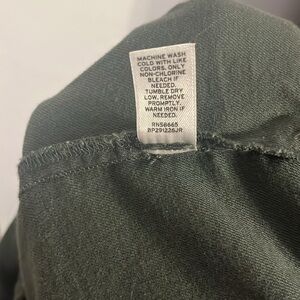 MACHINE WASH
COLD WITH LIKE
COLORS. ONLY
NON-CHLORINE
BLEACH IF
NEEDED.
TUMBLE DRY
LOW. REMOVE
PROMPTLY.
WARM IRON IF
NEEDED.
RN58665
BP291226JR